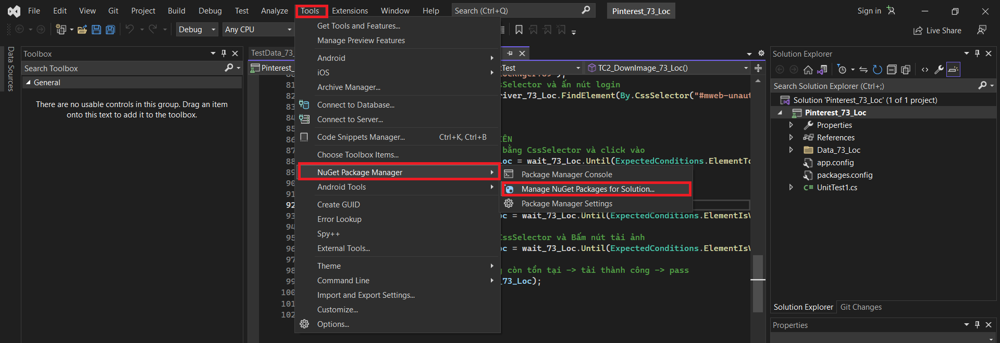 File Edit View Git Project Build Debug Test Analyze Tools Extensions Window Help Search (Ctrl+Q) Pinterest_73_Loc Sign in
Debug Any CPU Live Share
Data Sources
Toolbox
Search Toolbox
General
There are no usable controls in this group. Drag an item
onto this text to add it to the toolbox.
Get Tools and Features...
Manage Preview Features
Android
iOS
Archive Manager...
Connect to Database...
Connect to Server...
Code Snippets Manager... Ctrl+K, Ctrl+B
Choose Toolbox Items...
NuGet Package Manager
Android Tools
Create GUID
Error Lookup
Spy++
External Tools...
Theme
Command Line
Import and Export Settings...
Customize...
Options...
Package Manager Console
Manage NuGet Packages for Solution...
Package Manager Settings
TestData_73_
Pinterest_ tTest TC2_DownImage_73_Loc()
81 sSelector và ấn nút login
82 river_73_Loc.FindElement(By.CssSelector("#mweb-unaut
83
84
85
86 ÊN
87 bằng CssSelector và click vào
88 Loc = wait_73_Loc.Until(ExpectedConditions.ElementTo
89
90
91
92
93 oc = wait_73_Loc.Until(ExpectedConditions.ElementIsV
94
95 CssSelector và Bấm nút tải ảnh
96 oc = wait_73_Loc.Until(ExpectedConditions.ElementIsV
97
98 g còn tồn tại -> tải thành công -> pass
99 _73_Loc);
100
101
102
Solution Explorer
Search Solution Explorer (Ctrl+;)
Solution 'Pinterest_73_Loc' (1 of 1 project)
Pinterest_73_Loc
Properties
References
Data_73_Loc
app.config
packages.config
C# UnitTest1.cs
Solution Explorer Git Changes
Properties